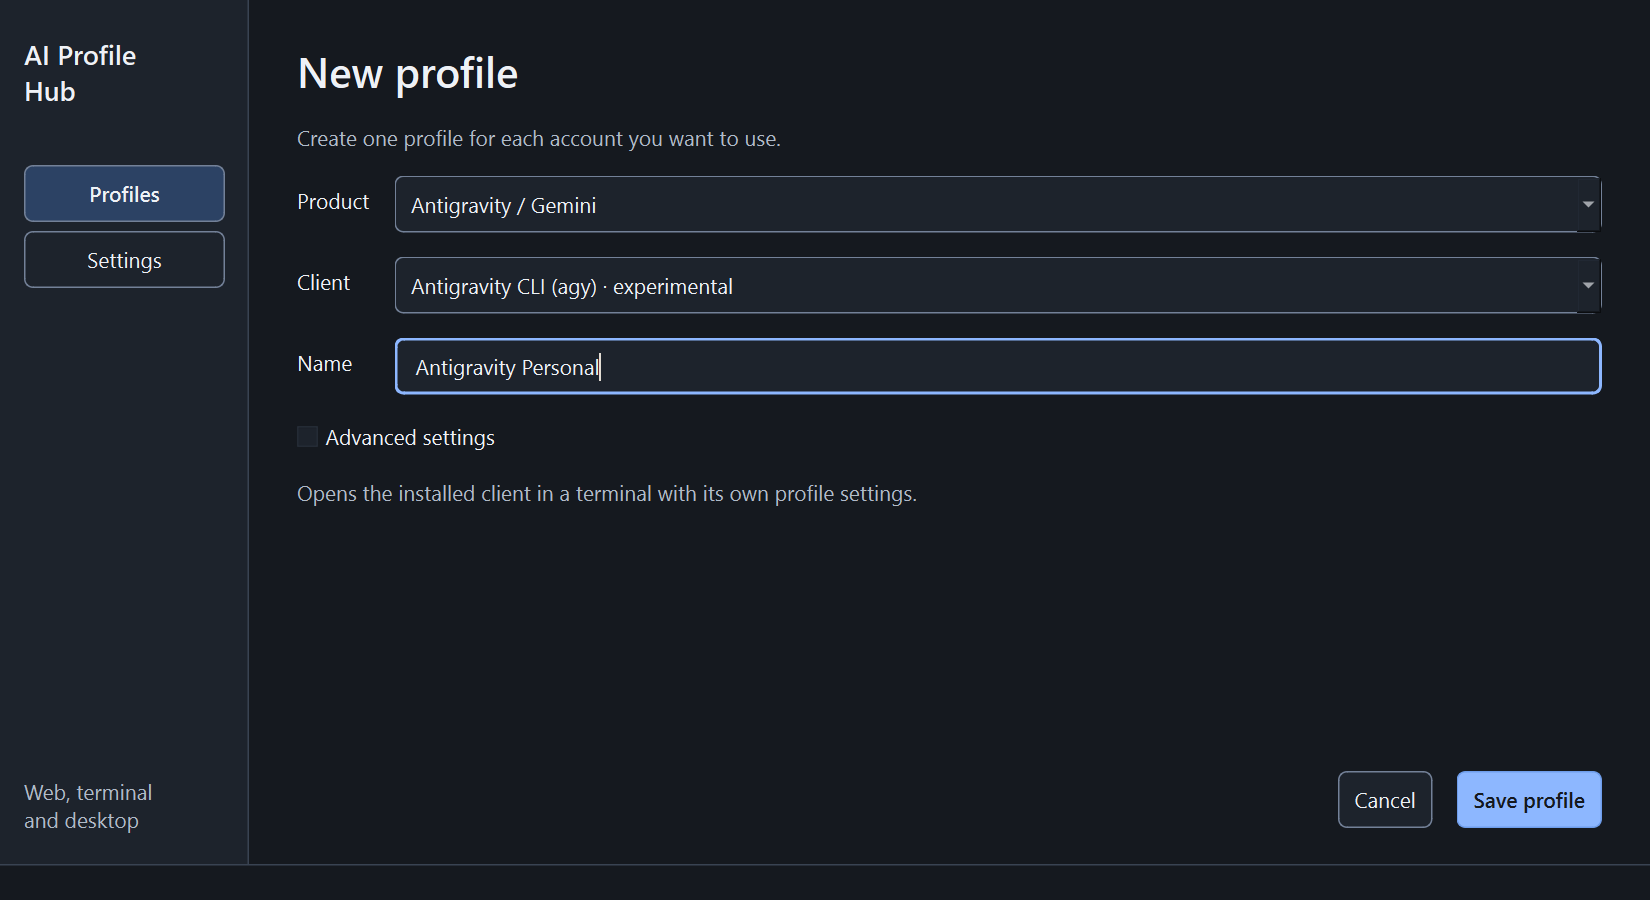 AI Profile
Hub
Profiles
Settings
Web, terminal
and desktop
New profile
Create one profile for each account you want to use.
Product
Antigravity / Gemini
Client
Antigravity CLI (agy) · experimental
Name
Antigravity Personal
Advanced settings
Opens the installed client in a terminal with its own profile settings.
Cancel
Save profile